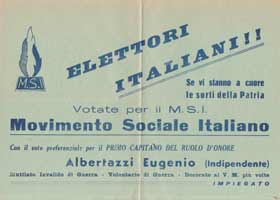 ELETTORI
ITALIANI!!
M.S.I.
Se vi stanno a cuore
le sorti della Patria
Votate per il M.S.I.
Movimento Sociale Italiano
Con il voto preferenziale per il PRIMO CAPITANO DEL RUOLO D'ONORE
Albertazzi Eugenio (Indipendente)
Mutilato Invalido di Guerra - Volontario di Guerra - Decorato al V. M. più volte
IMPIEGATO